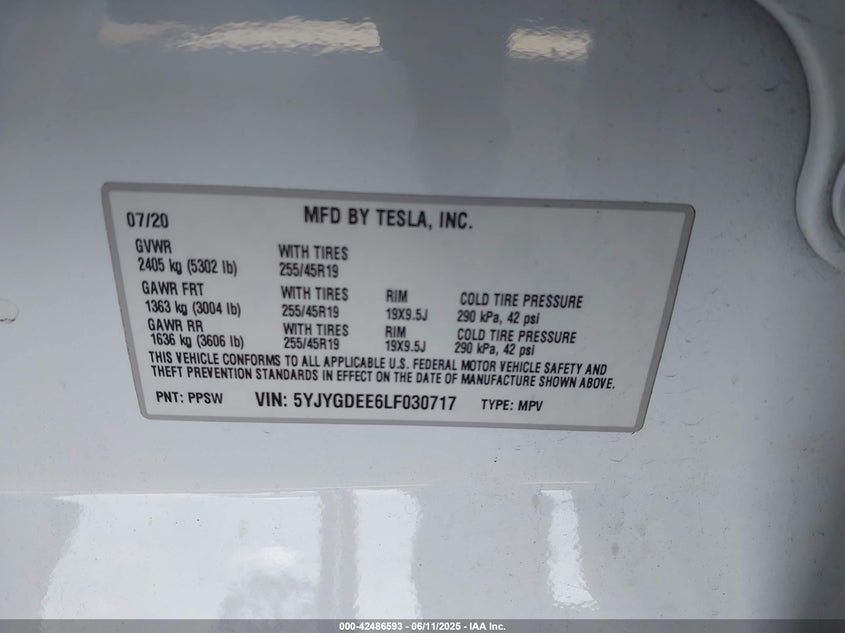 07/20 MFD BY TESLA, INC.
GVWR
2405 kg (5302 lb) WITH TIRES
255/45R19
GAWR FRT
1363 kg (3004 lb) WITH TIRES
255/45R19 RIM
19X9.5J COLD TIRE PRESSURE
290 kPa, 42 psi
GAWR RR
1636 kg (3606 lb) WITH TIRES
255/45R19 RIM
19X9.5J COLD TIRE PRESSURE
290 kPa, 42 psi
THIS VEHICLE CONFORMS TO ALL APPLICABLE U.S. FEDERAL MOTOR VEHICLE SAFETY AND
THEFT PREVENTION STANDARDS IN EFFECT ON THE DATE OF MANUFACTURE SHOWN ABOVE.
PNT: PPSW VIN: 5YJYGDEE6LF030717 TYPE: MPV
000-42486593 - 06/11/2025 - IAA Inc.